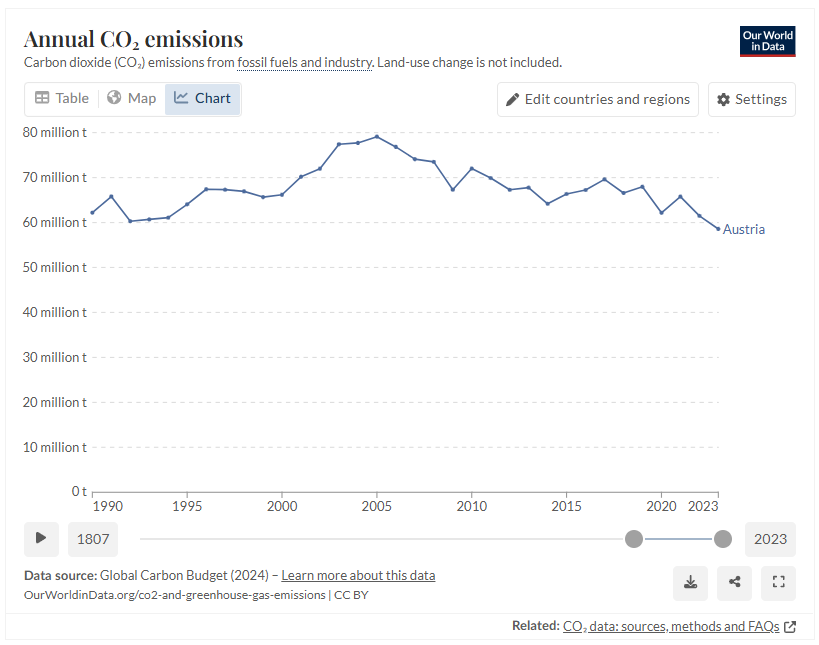 Annual CO₂ emissions
Our World
in Data
Carbon dioxide (CO₂) emissions from fossil fuels and industry. Land-use change is not included.
Table
Map
Chart
Edit countries and regions
Settings
80 million t
70 million t
60 million t
50 million t
40 million t
30 million t
20 million t
10 million t
0 t
Austria
1990 1995 2000 2005 2010 2015 2020 2023
1807
2023
Data source: Global Carbon Budget (2024) – Learn more about this data
OurWorldinData.org/co2-and-greenhouse-gas-emissions | CC BY
Related: CO₂ data: sources, methods and FAQs